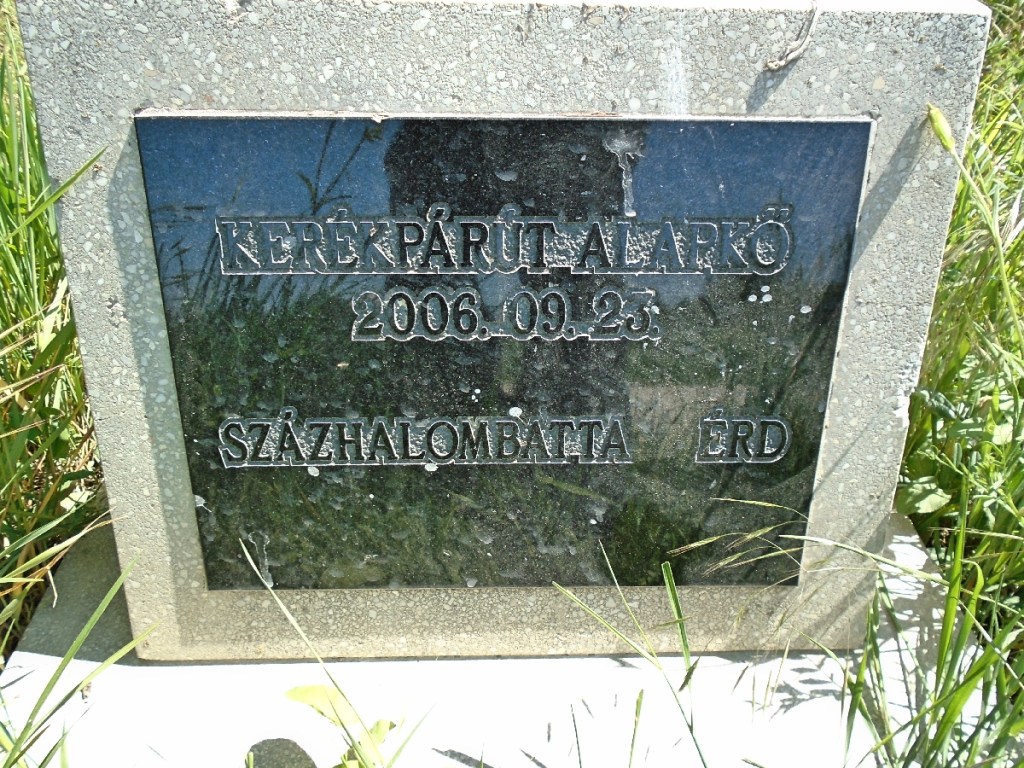 KERÉKPÁRÚT ALAPKŐ
2006. 09. 23.
SZÁZHALOMBATTA ÉRD